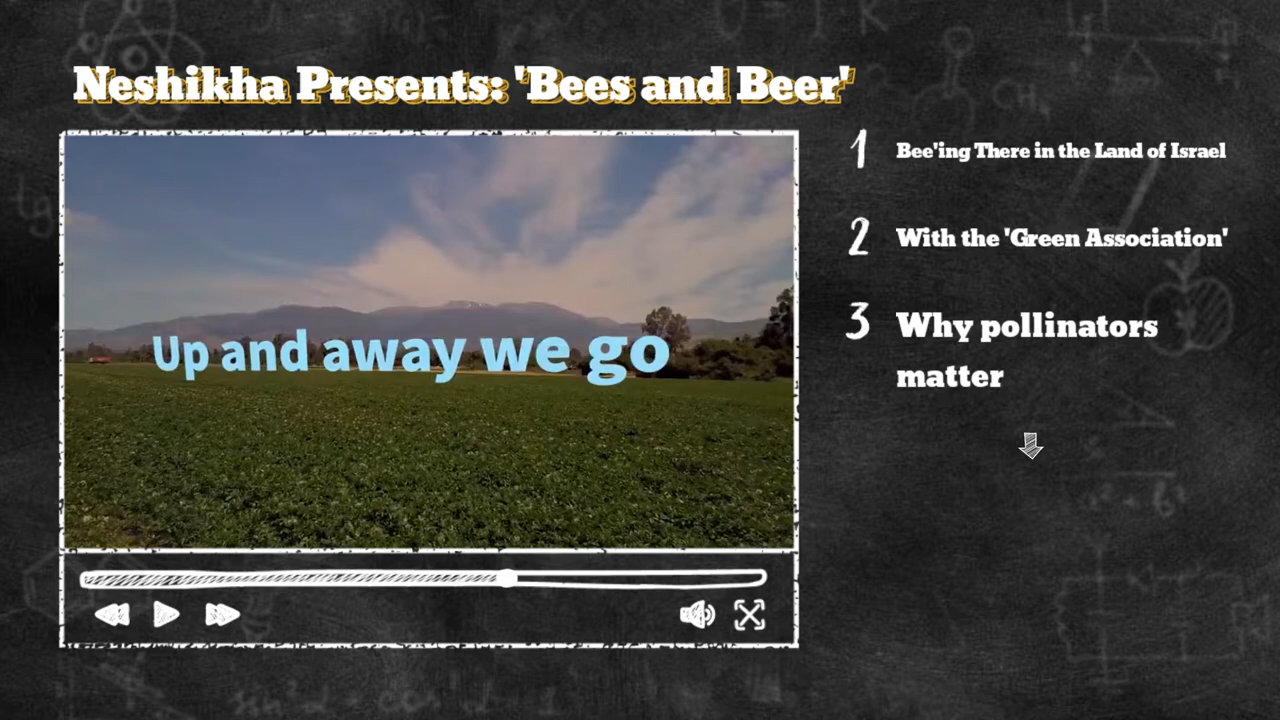 Neshikha Presents: 'Bees and Beer'
Up and away we go
1 Bee'ing There in the Land of Israel
2 With the 'Green Association'
3 Why pollinators
matter